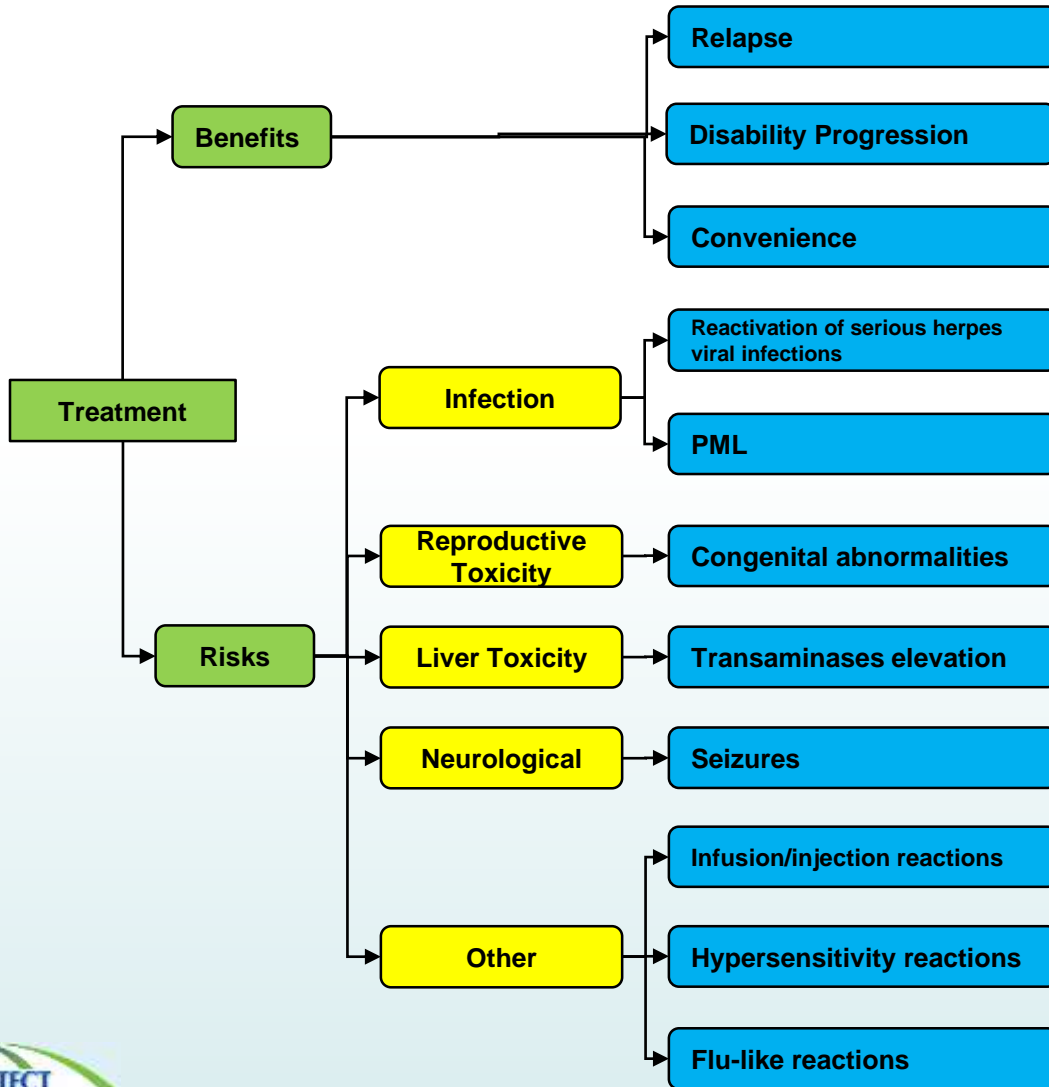 Relapse
Benefits
Disability Progression
Convenience
Reactivation of serious herpes
viral infections
Infection
Treatment
PML
Reproductive
Toxicity
Congenital abnormalities
Risks
Liver Toxicity
Transaminases elevation
Neurological
Seizures
Infusion/injection reactions
Other
Hypersensitivity reactions
Flu-like reactions